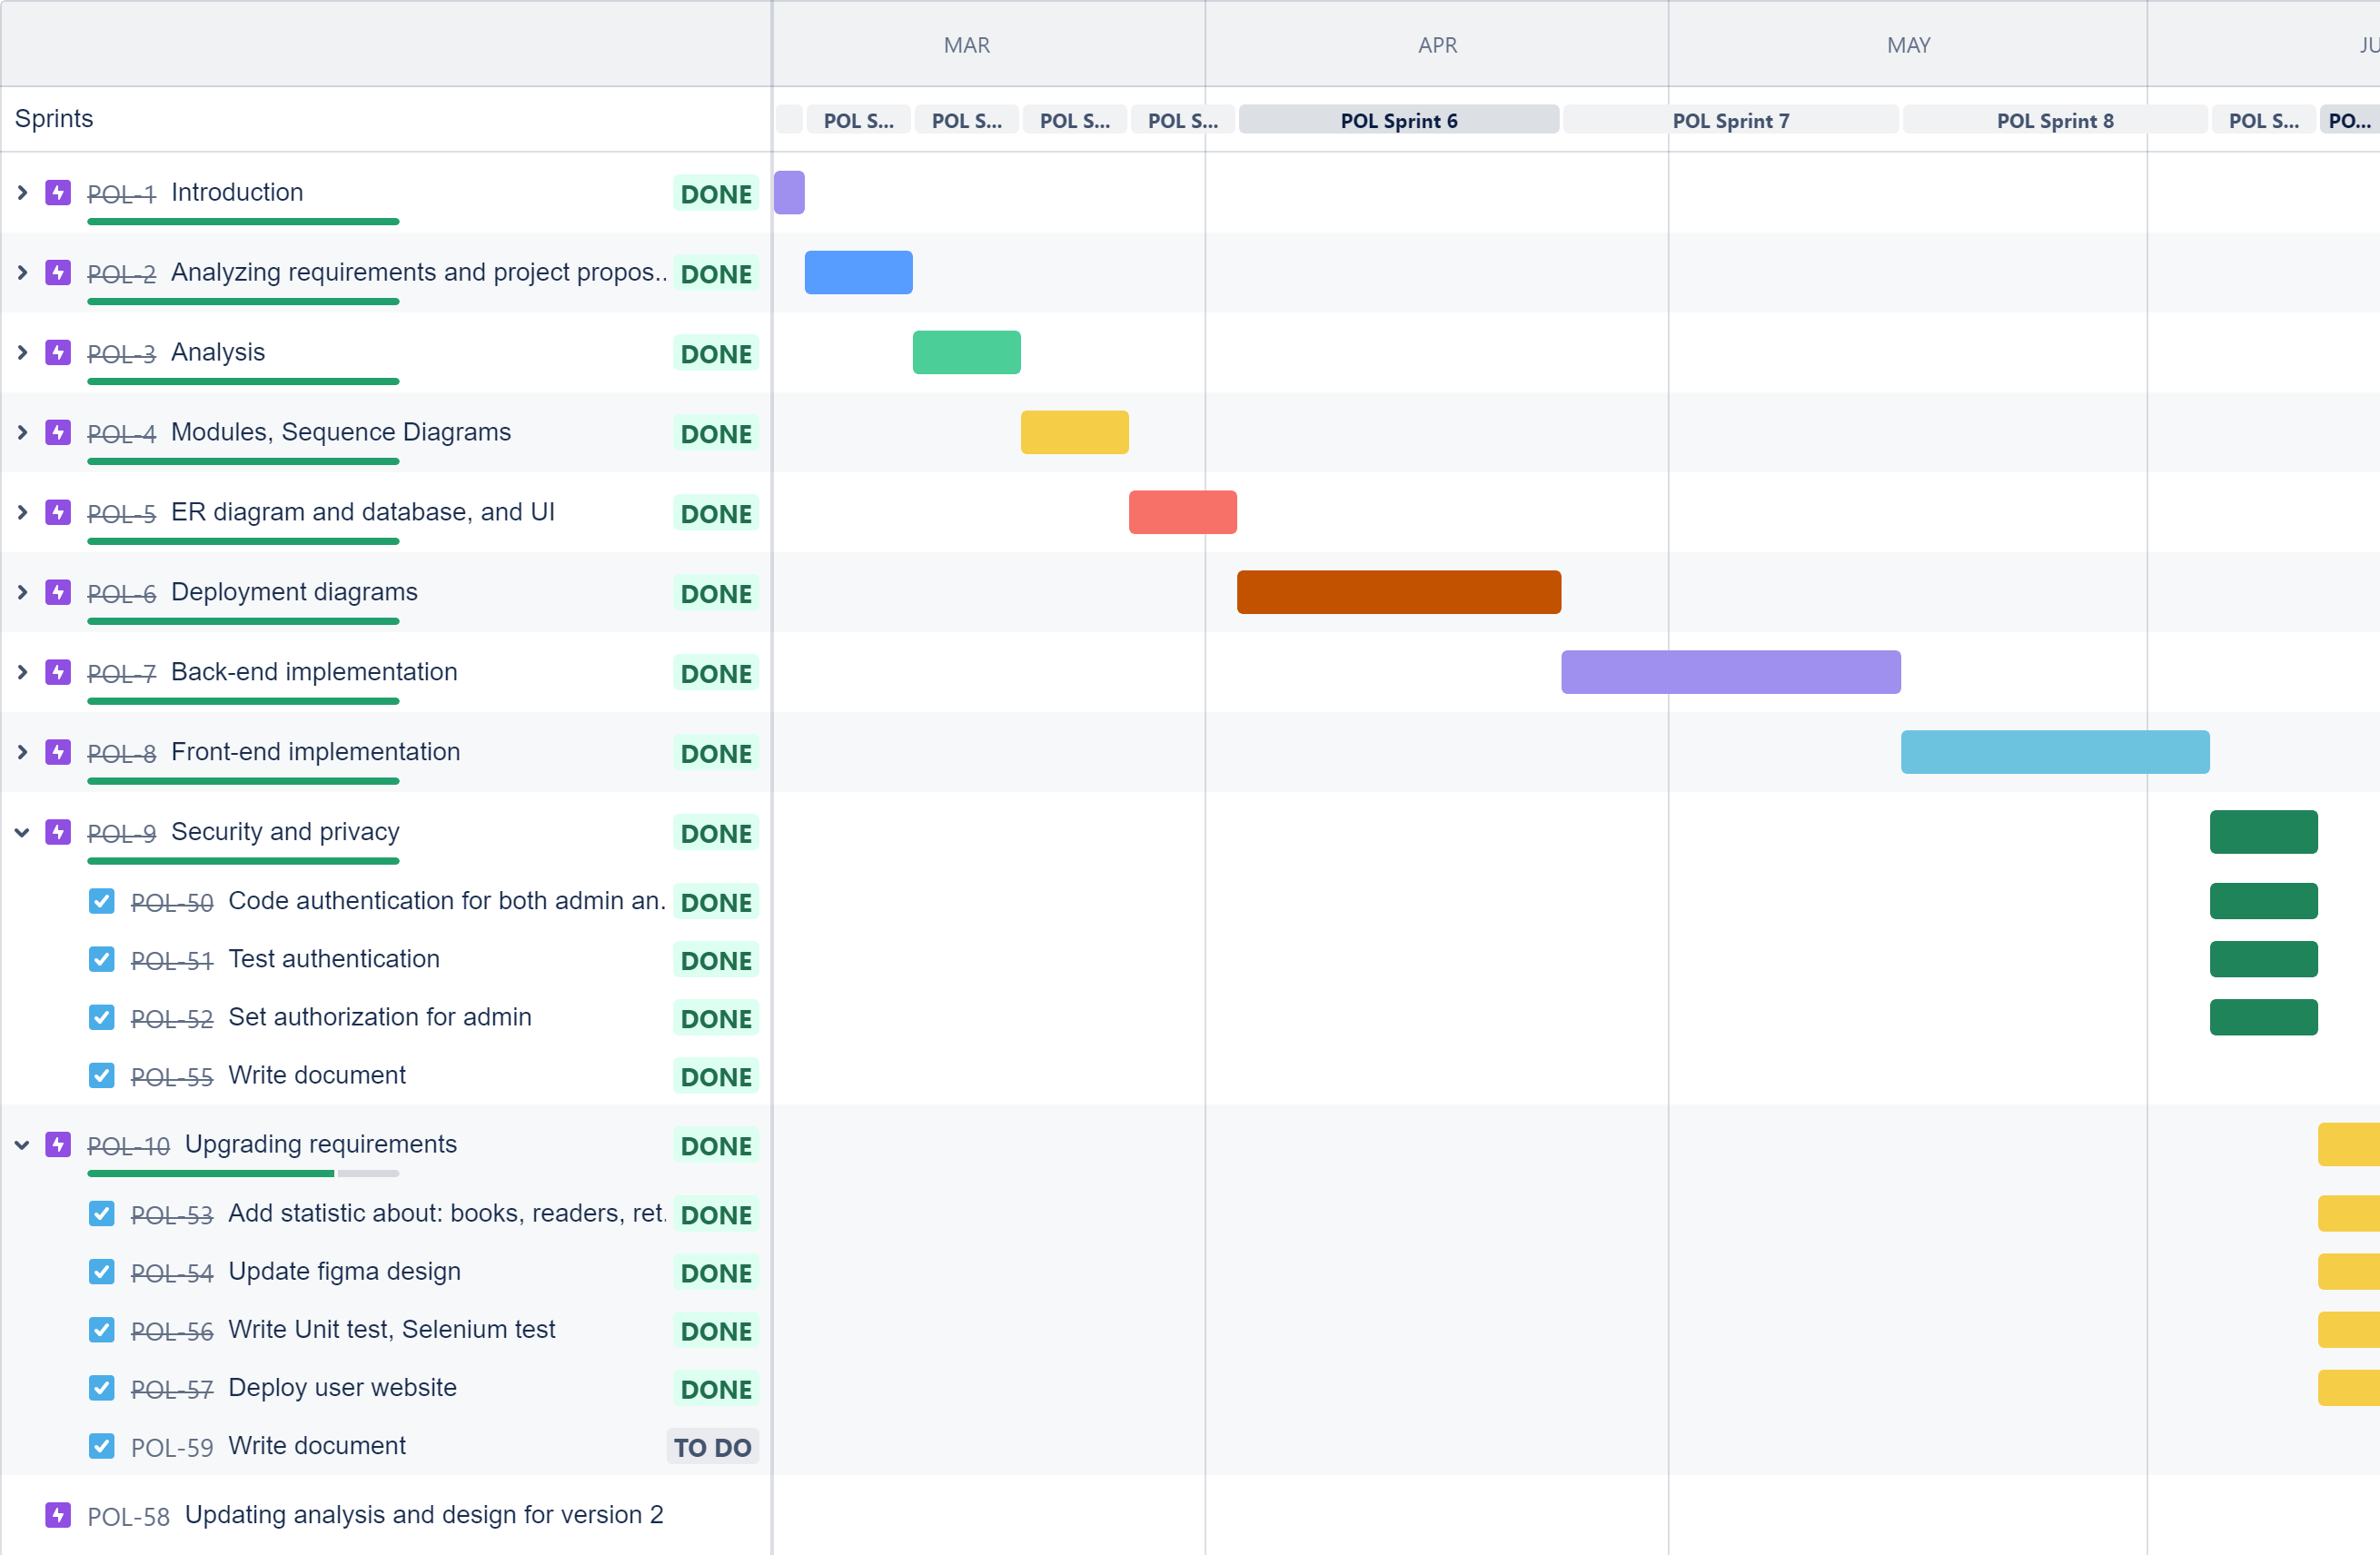 MAR APR MAY JU
Sprints POL S... POL S... POL S... POL S... POL Sprint 6 POL Sprint 7 POL Sprint 8 POL S... PO...
POL-1 Introduction DONE
POL-2 Analyzing requirements and project propos.. DONE
POL-3 Analysis DONE
POL-4 Modules, Sequence Diagrams DONE
POL-5 ER diagram and database, and UI DONE
POL-6 Deployment diagrams DONE
POL-7 Back-end implementation DONE
POL-8 Front-end implementation DONE
POL-9 Security and privacy DONE
POL-50 Code authentication for both admin an. DONE
POL-51 Test authentication DONE
POL-52 Set authorization for admin DONE
POL-55 Write document DONE
POL-10 Upgrading requirements DONE
POL-53 Add statistic about: books, readers, ret. DONE
POL-54 Update figma design DONE
POL-56 Write Unit test, Selenium test DONE
POL-57 Deploy user website DONE
POL-59 Write document TO DO
POL-58 Updating analysis and design for version 2